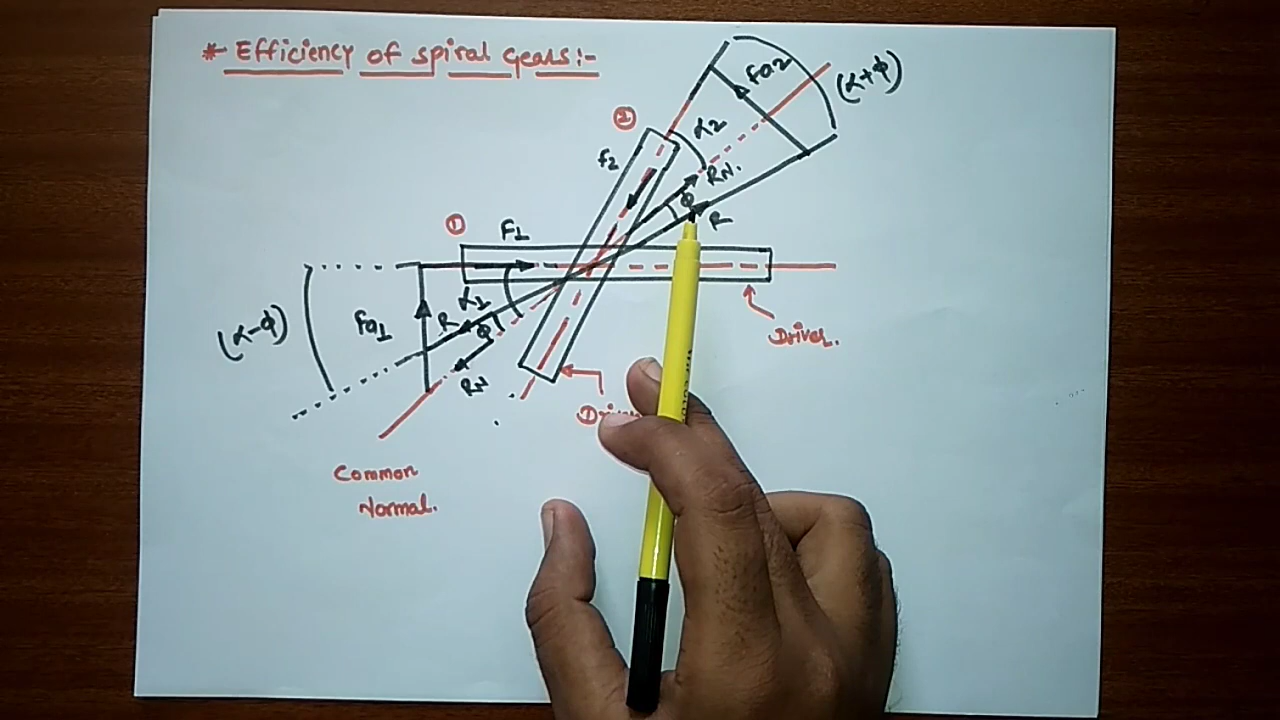 * Efficiency of spiral Gears:-
Fa2
(α+φ)
②
α2
F2
RN.
φ
R
①
F1
α1
Fa1
R
φ
(α-φ)
RN
Driver.
Common
Normal.